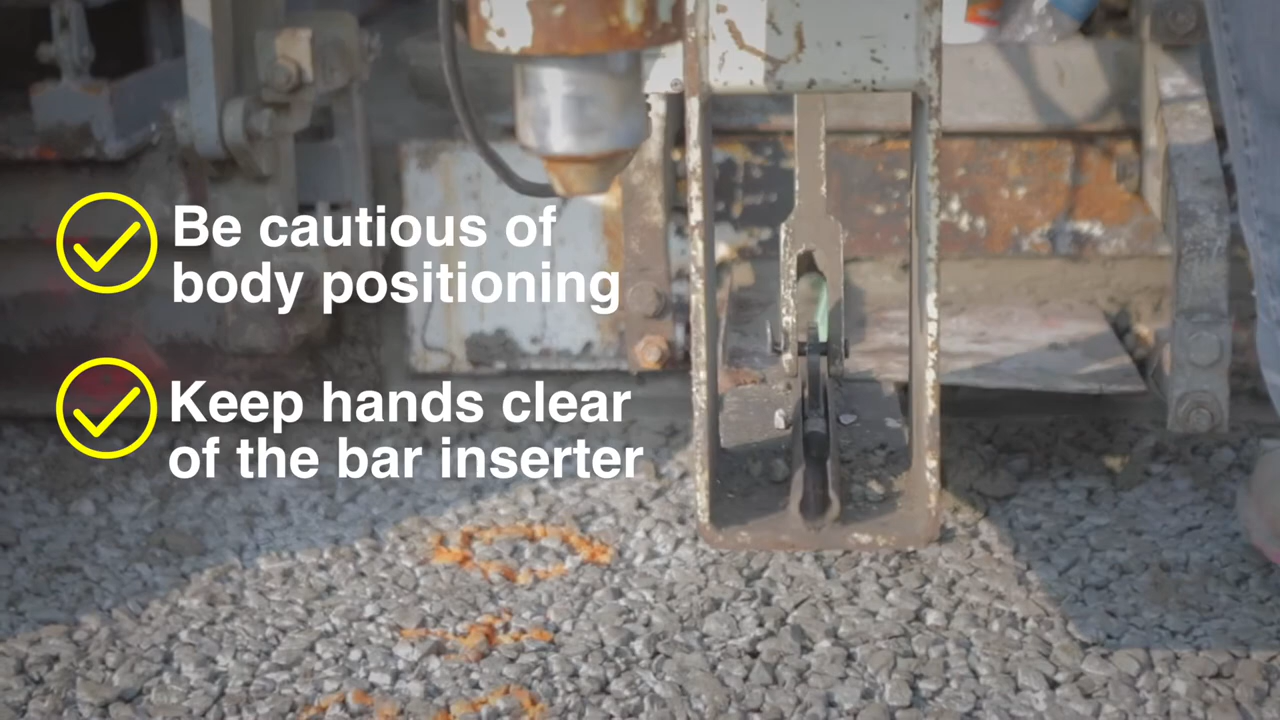 Be cautious of
body positioning
Keep hands clear
of the bar inserter